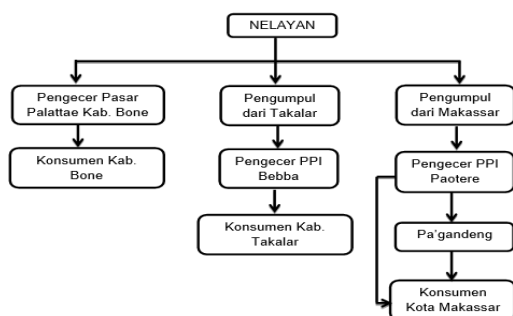 NELAYAN
Pengecer Pasar
Palattae Kab. Bone
Konsumen Kab.
Bone
Pengumpul
dari Takalar
Pengecer PPI
Bebba
Konsumen Kab.
Takalar
Pengumpul
dari Makassar
Pengecer PPI
Paotere
Pa'gandeng
Konsumen
Kota Makassar